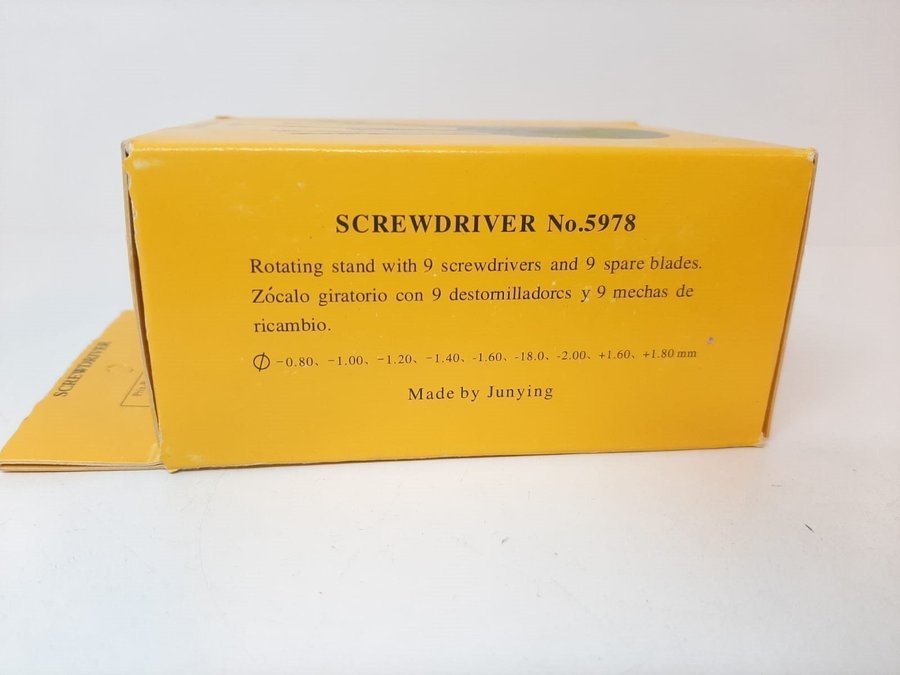 SCREWDRIVER No.5978
Rotating stand with 9 screwdrivers and 9 spare blades.
Zócalo giratorio con 9 destornilladorcs y 9 mechas de
ricambio.
∅ -0.80、 -1.00、 -1.20、 -1.40、 -1.60、 -18.0、 -2.00、 +1.60、 +1.80 mm
Made by Junying
SCREWDRIVER